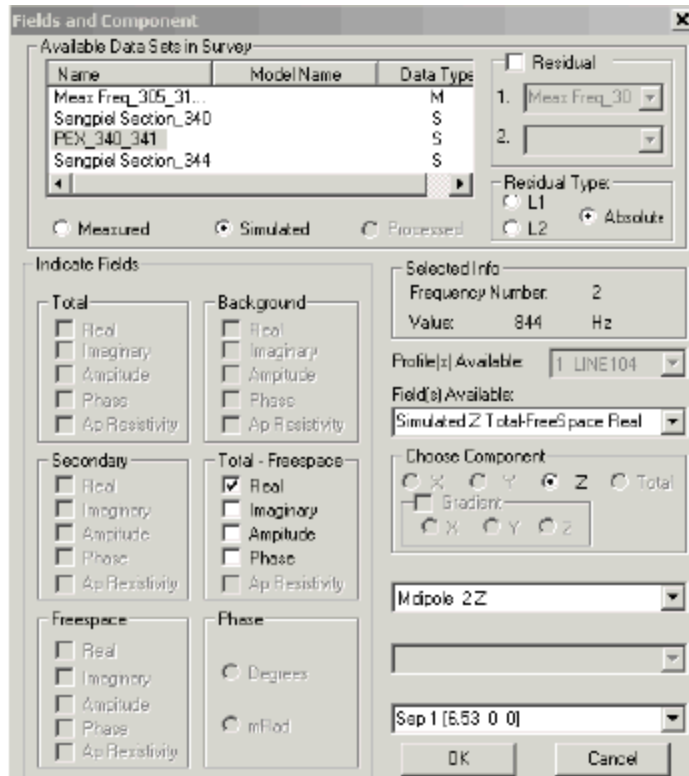 Fields and Component
Available Data Sets in Survey
Name Model Name Data Type
Meas Freq_305_31... M
Sengpiel Section_340 S
PEX_340_341 S
Sengpiel Section_344 S
Measured Simulated Processed
Residual
1. Meas Freq_30
2.
Residual Type:
L1
L2
Absolute
Indicate Fields
Total
Real
Imaginary
Amplitude
Phase
Ap Resistivity
Background
Real
Imaginary
Amplitude
Phase
Ap Resistivity
Secondary
Real
Imaginary
Amplitude
Phase
Ap Resistivity
Total - Freespace
Real
Imaginary
Amplitude
Phase
Ap Resistivity
Freespace
Real
Imaginary
Amplitude
Phase
Ap Resistivity
Phase
Degrees
mRad
Selected Info
Frequency Number: 2
Value: 844 Hz
Profile(s) Available: 1 LINE104
Field(s) Available:
Simulated Z Total-FreeSpace Real
Choose Component
X Y Z Total
Gradient
X Y Z
Mdipole 2 Z
Sep 1 [6.53 0 0]
OK Cancel